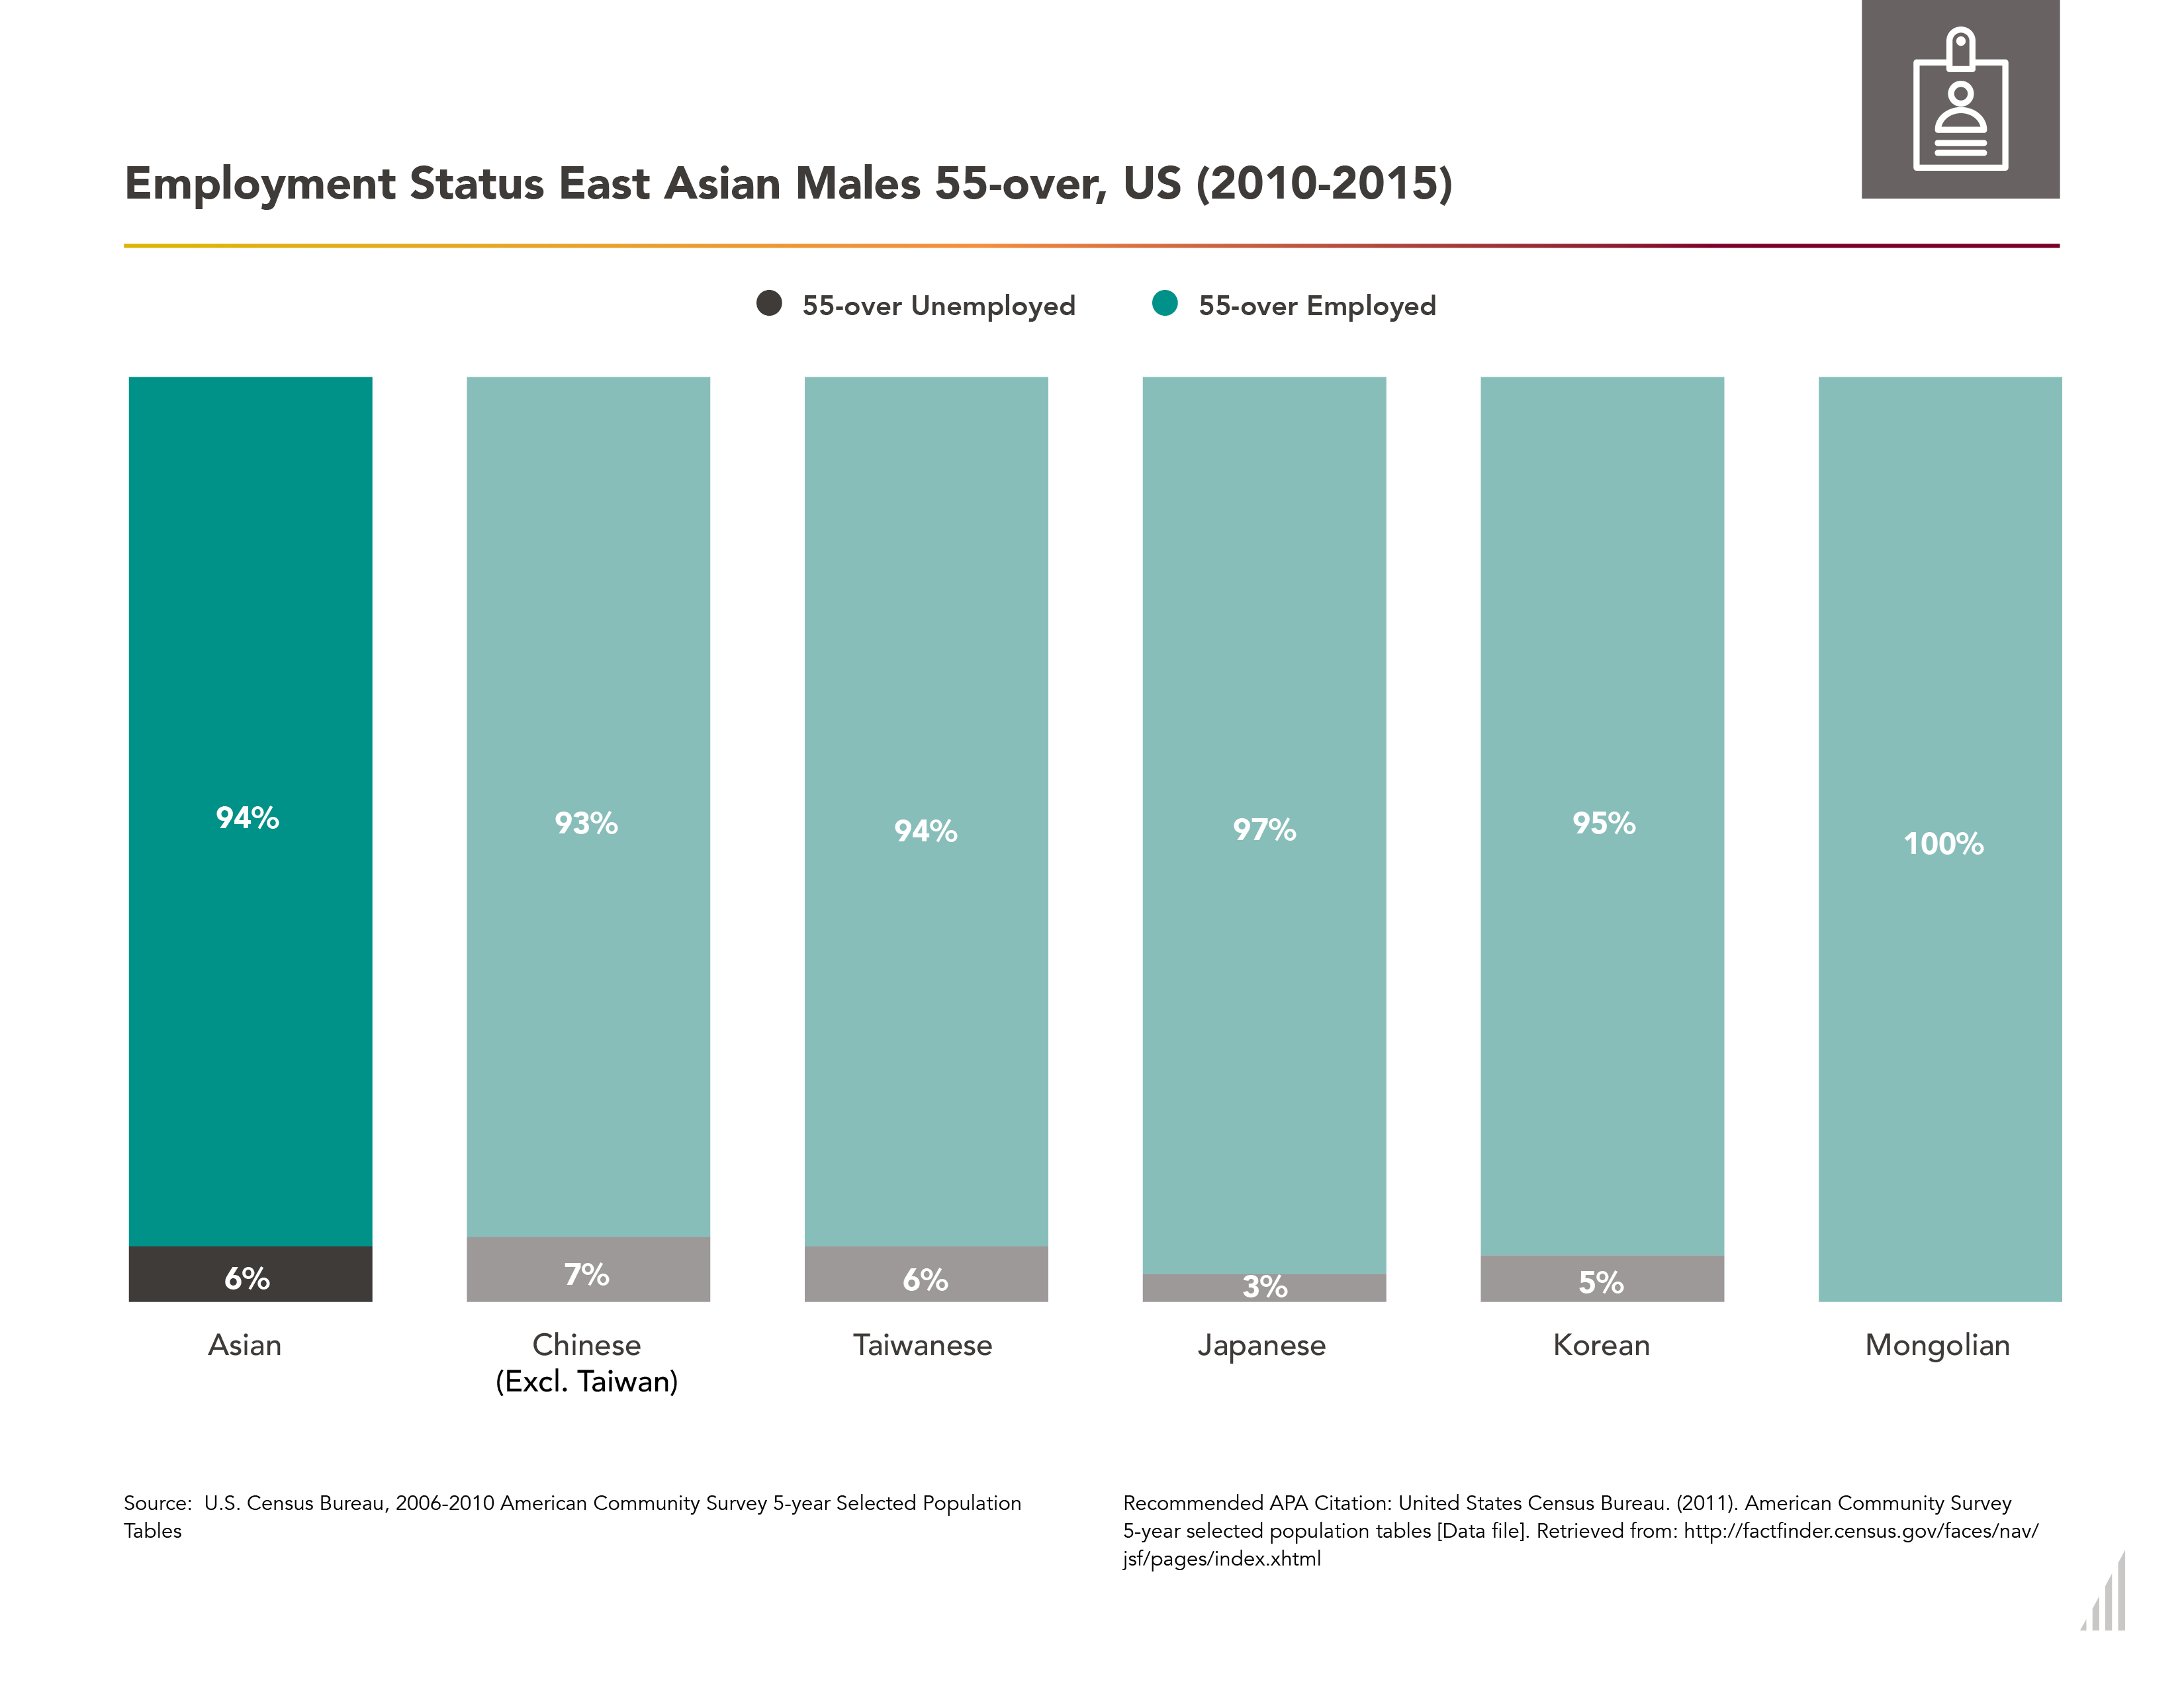 Employment Status East Asian Males 55-over, US (2010-2015)
55-over Unemployed 55-over Employed
94% 93% 94% 97% 95% 100%
6% 7% 6% 3% 5%
Asian Chinese Taiwanese Japanese Korean Mongolian
(Excl. Taiwan)
Source: U.S. Census Bureau, 2006-2010 American Community Survey 5-year Selected Population
Tables
Recommended APA Citation: United States Census Bureau. (2011). American Community Survey
5-year selected population tables [Data file]. Retrieved from: http://factfinder.census.gov/faces/nav/
jsf/pages/index.xhtml